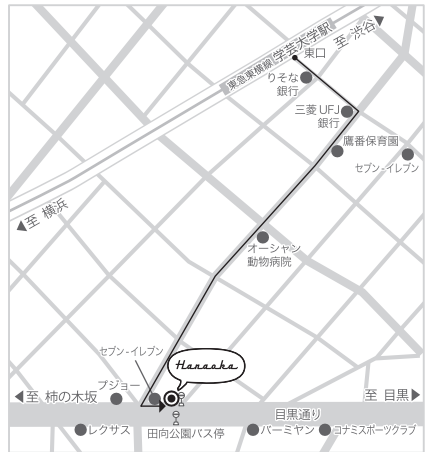 至 渋谷▶
東急東横線 学芸大学駅
東口
りそな
銀行
三菱UFJ
銀行
鷹番保育園
セブン-イレブン
◀至 横浜
オーシャン
動物病院
セブン-イレブン
Hanaoka
プジョー
◀至 柿の木坂
至 目黒▶
目黒通り
レクサス
田向公園バス停
バーミヤン
コナミスポーツクラブ